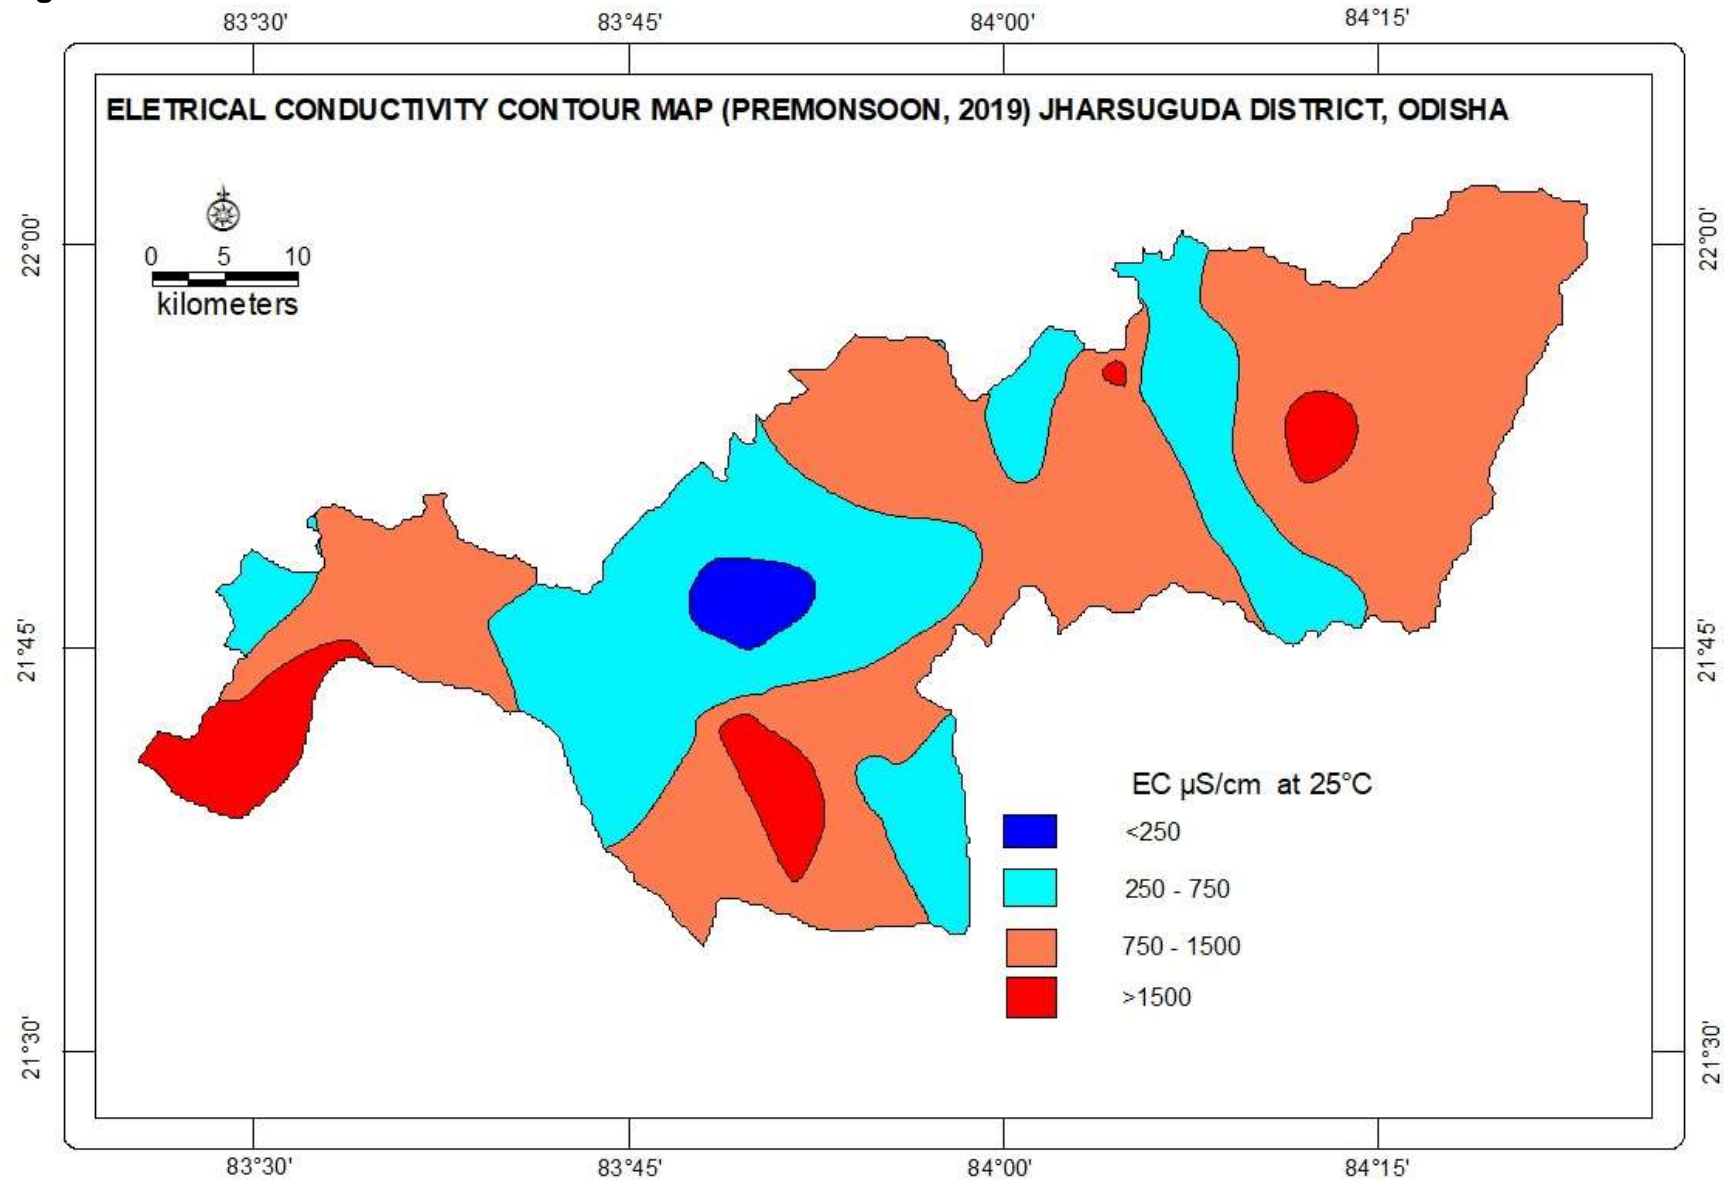 83°30' 83°45' 84°00' 84°15'
ELETRICAL CONDUCTIVITY CONTOUR MAP (PREMONSOON, 2019) JHARSUGUDA DISTRICT, ODISHA
0 5 10
kilometers
22°00' 22°00'
21°45' 21°45'
EC µS/cm at 25°C
<250
250 - 750
750 - 1500
>1500
21°30' 21°30'
83°30' 83°45' 84°00' 84°15'